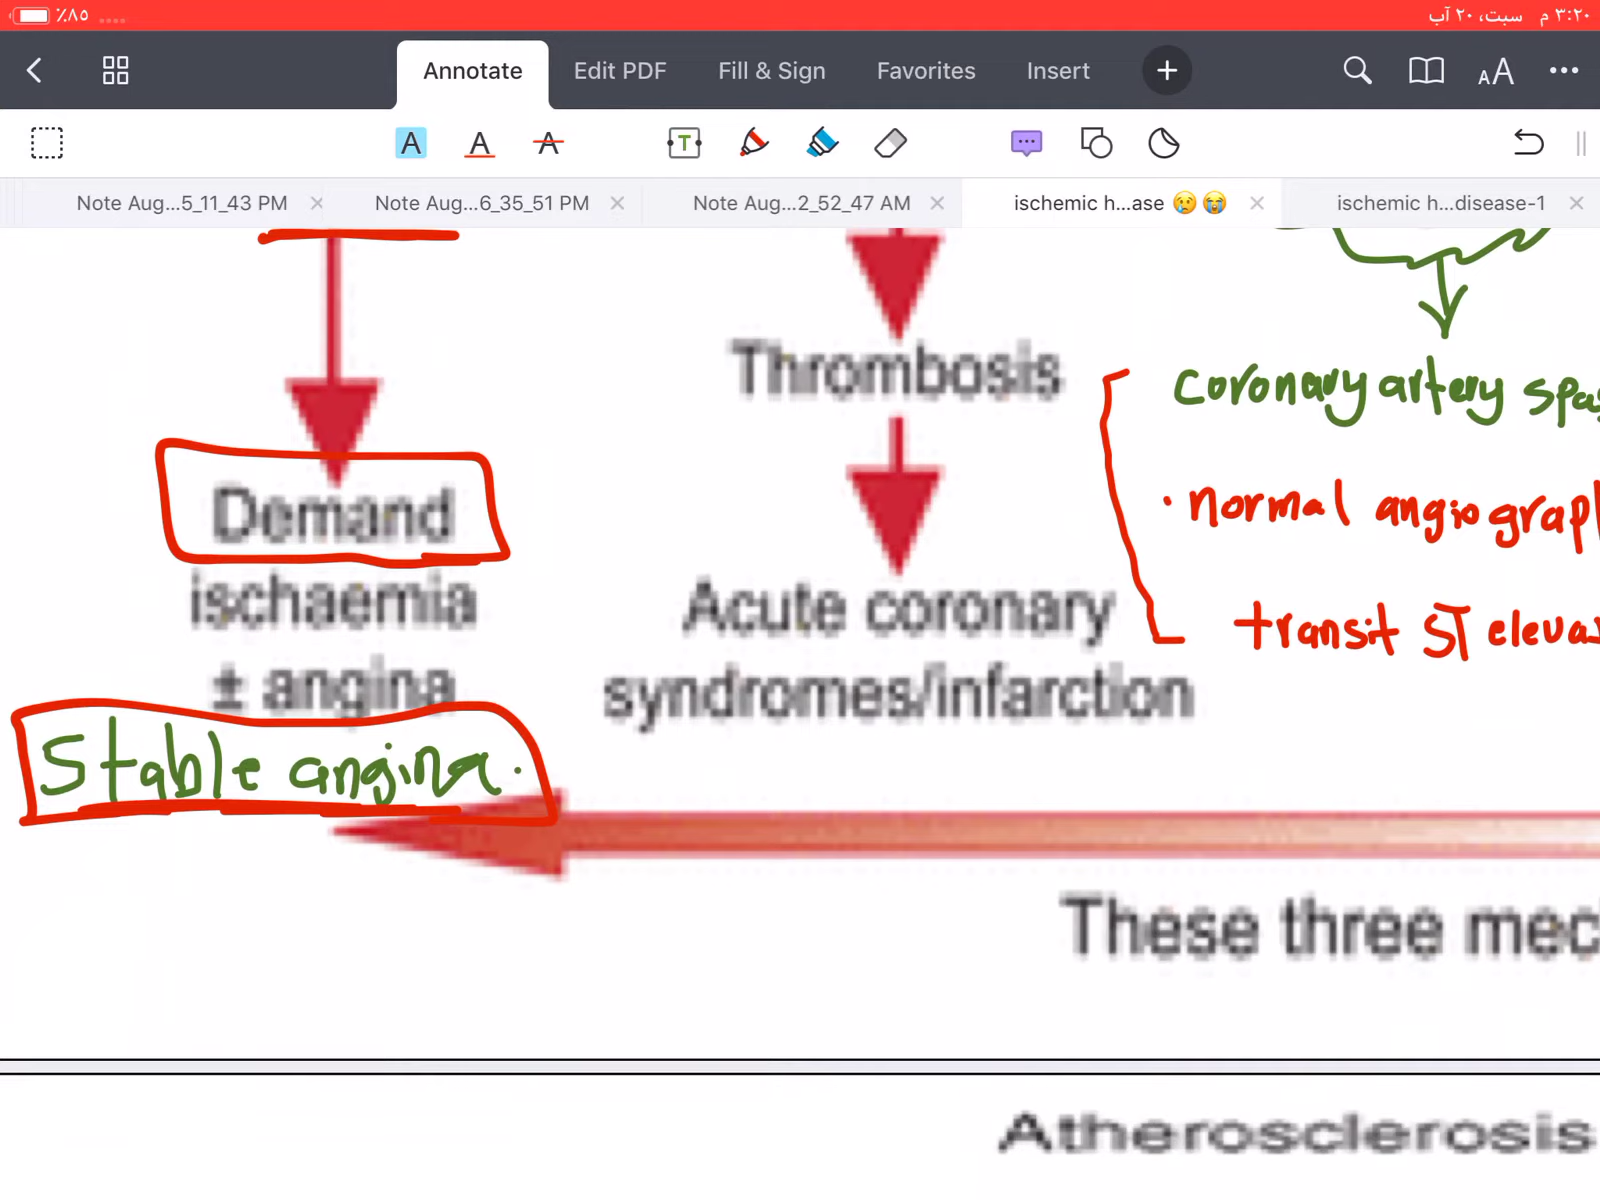 ٪٨٥
٣:٢٠ م سبت، ٢٠ آب
Annotate
Edit PDF
Fill & Sign
Favorites
Insert
Note Aug...5_11_43 PM
Note Aug...6_35_51 PM
Note Aug...2_52_47 AM
ischemic h...ase 😢 😭
ischemic h...disease-1
Thrombosis
coronary artery spas
Demand
ischaemia
± angina
normal angiograph
Acute coronary
syndromes/infarction
transit ST eleva
Stable angina.
These three mec
Atherosclerosis